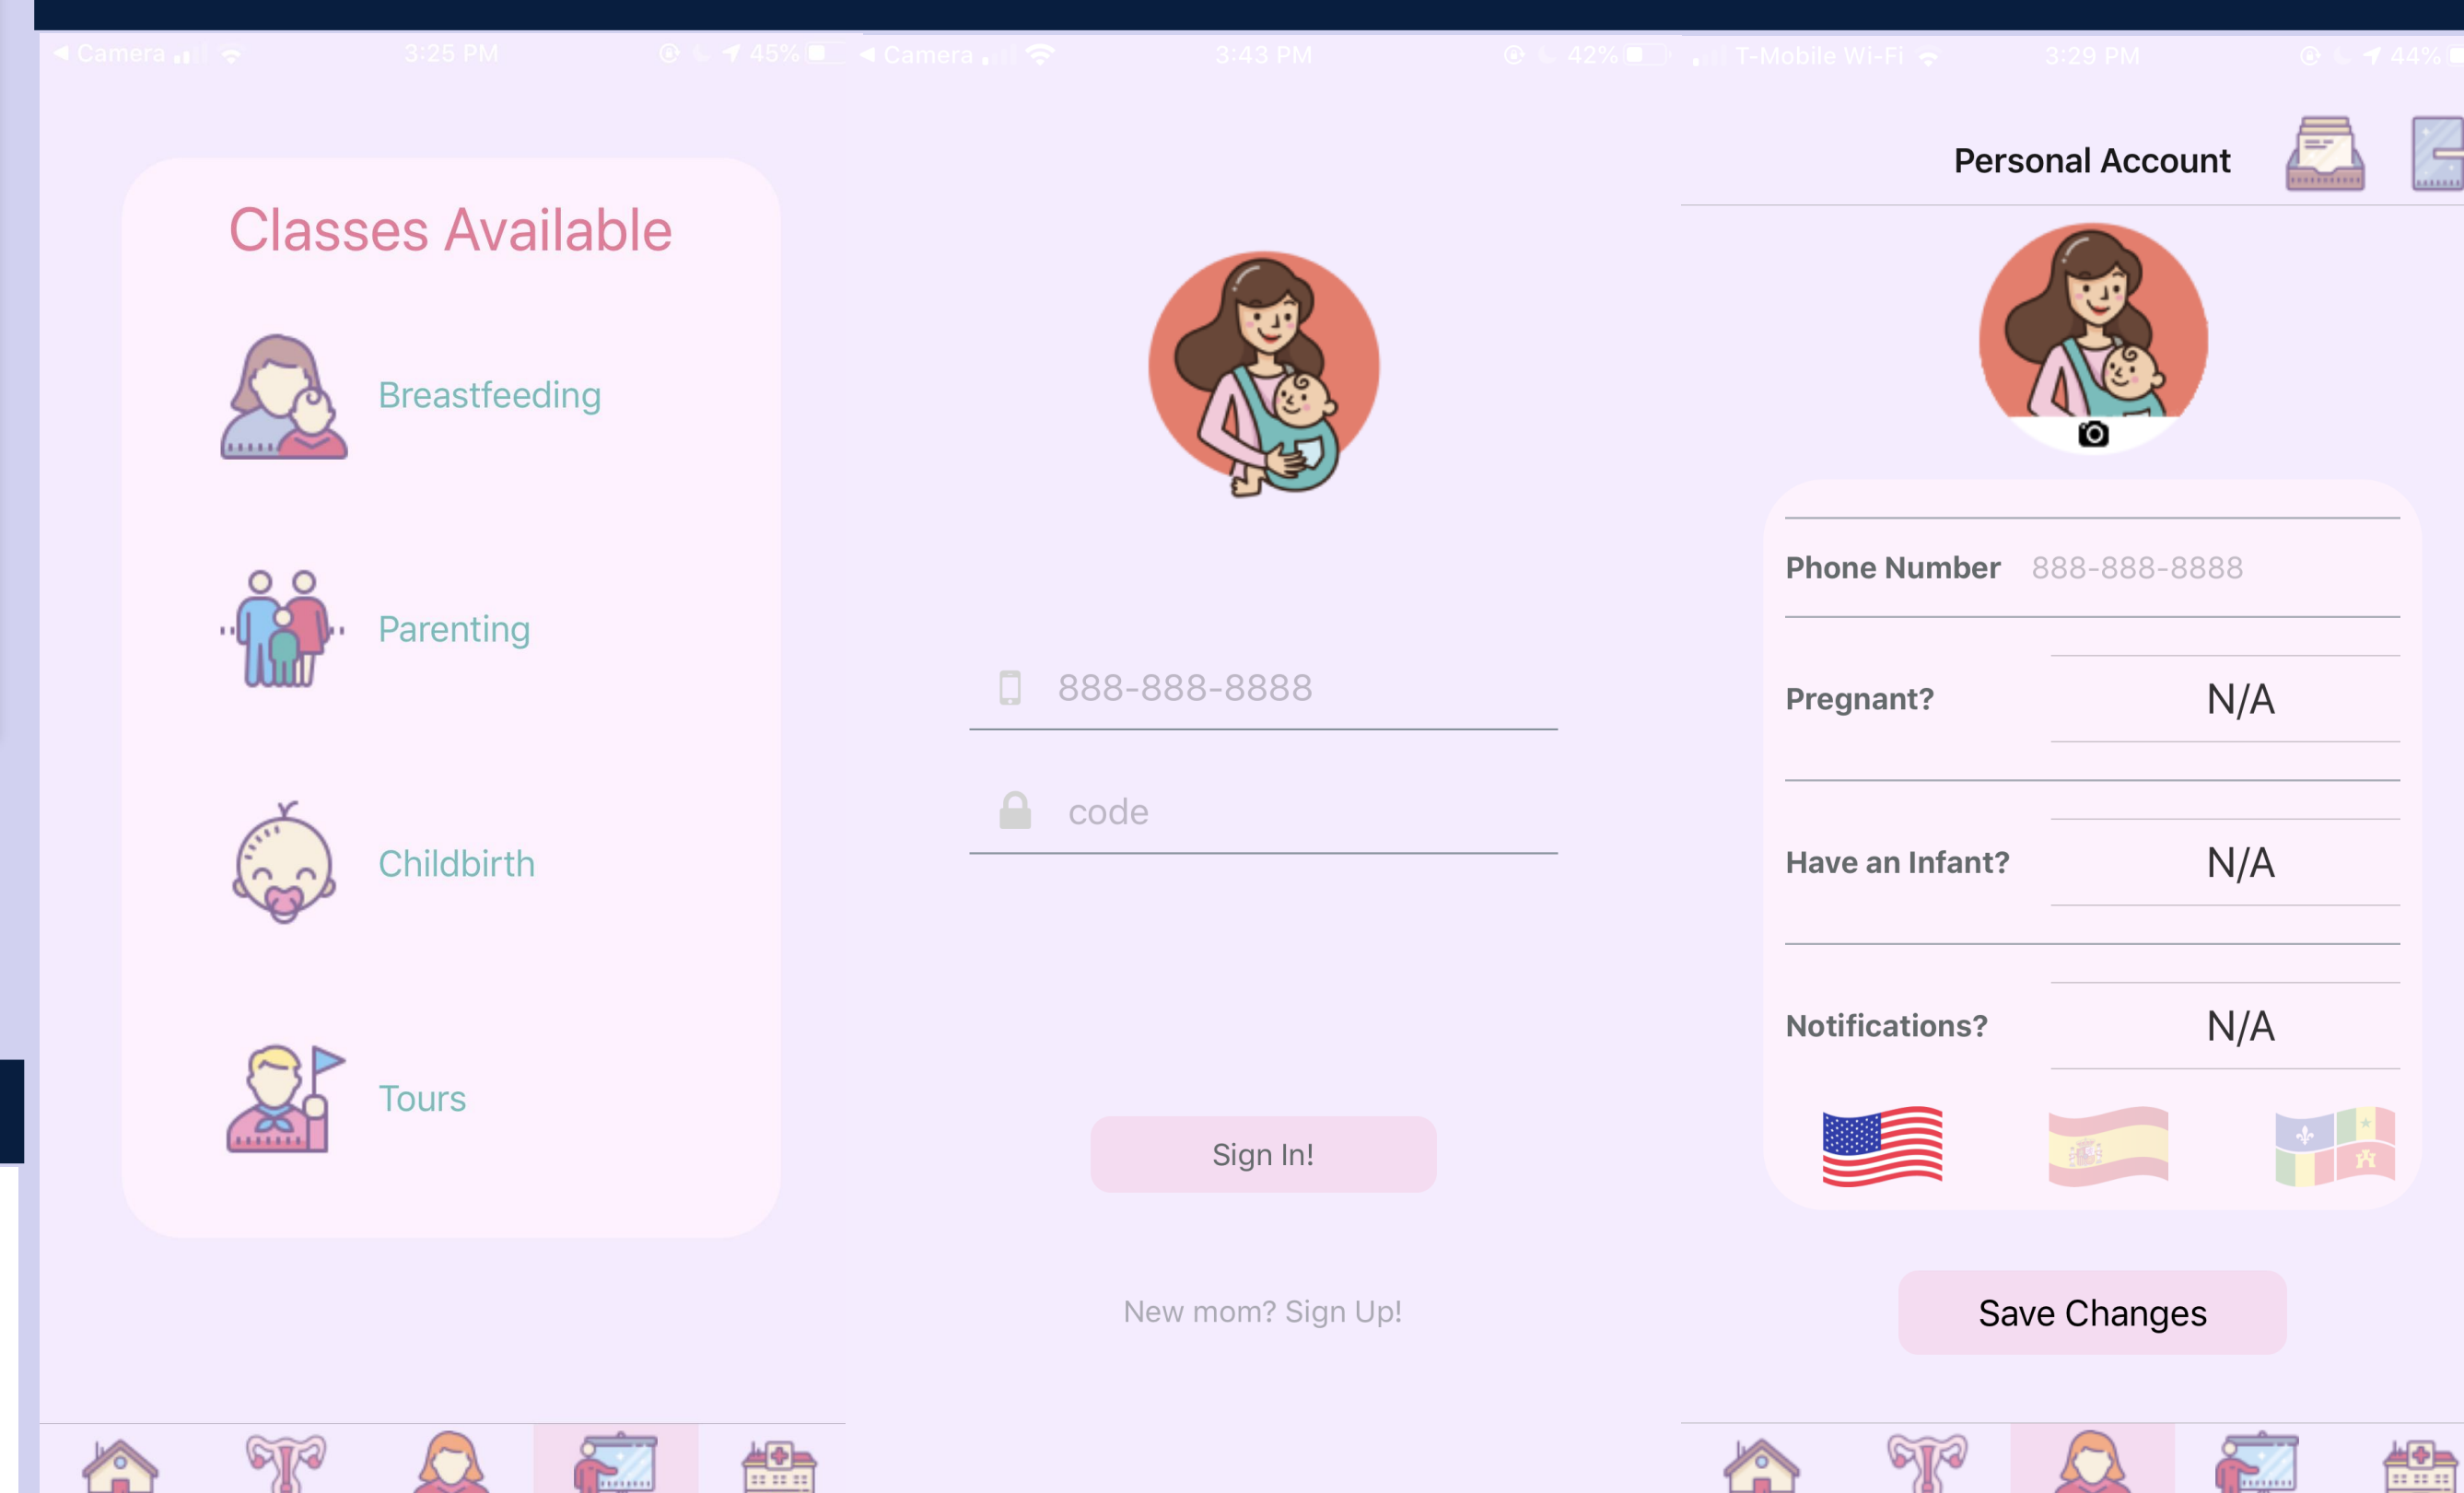 Camera
3:25 PM
45%
Classes Available
Breastfeeding
Parenting
Childbirth
Tours
Camera
3:43 PM
42%
888-888-8888
code
Sign In!
New mom? Sign Up!
T-Mobile Wi-Fi
3:29 PM
44%
Personal Account
Phone Number 888-888-8888
Pregnant? N/A
Have an Infant? N/A
Notifications? N/A
Save Changes